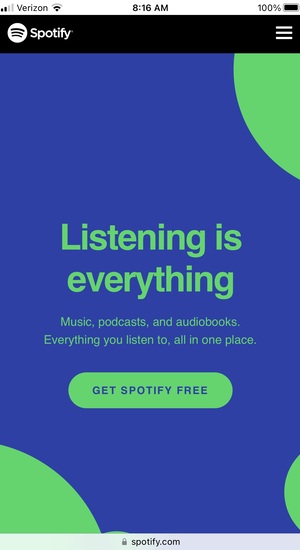 Verizon 8:16 AM 100%
Spotify
Listening is
everything
Music, podcasts, and audiobooks.
Everything you listen to, all in one place.
GET SPOTIFY FREE
spotify.com